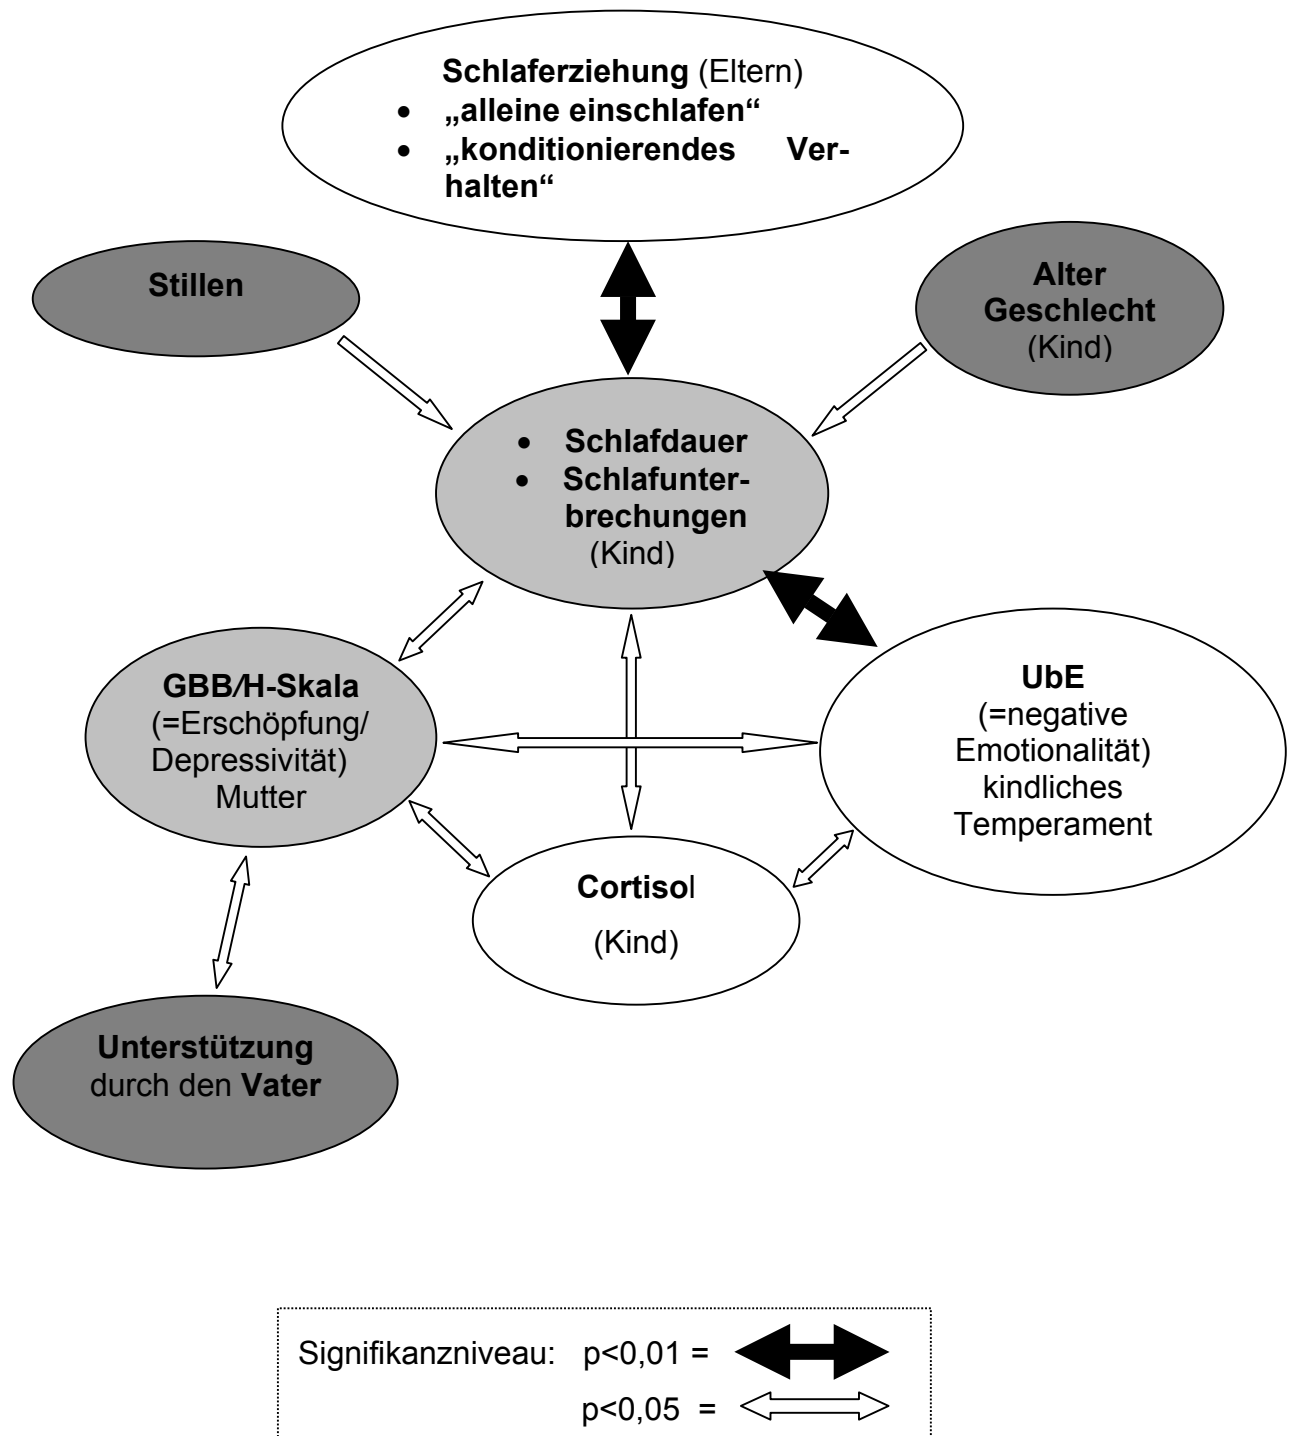 Schlaferziehung (Eltern)
• „alleine einschlafen“
• „konditionierendes Ver-
halten“
Stillen
Alter
Geschlecht
(Kind)
• Schlafdauer
• Schlafunter-
brechungen
(Kind)
GBB/H-Skala
(=Erschöpfung/
Depressivität)
Mutter
UbE
(=negative
Emotionalität)
kindliches
Temperament
Cortisol
(Kind)
Unterstützung
durch den Vater
Signifikanzniveau: p<0,01 =
p<0,05 =